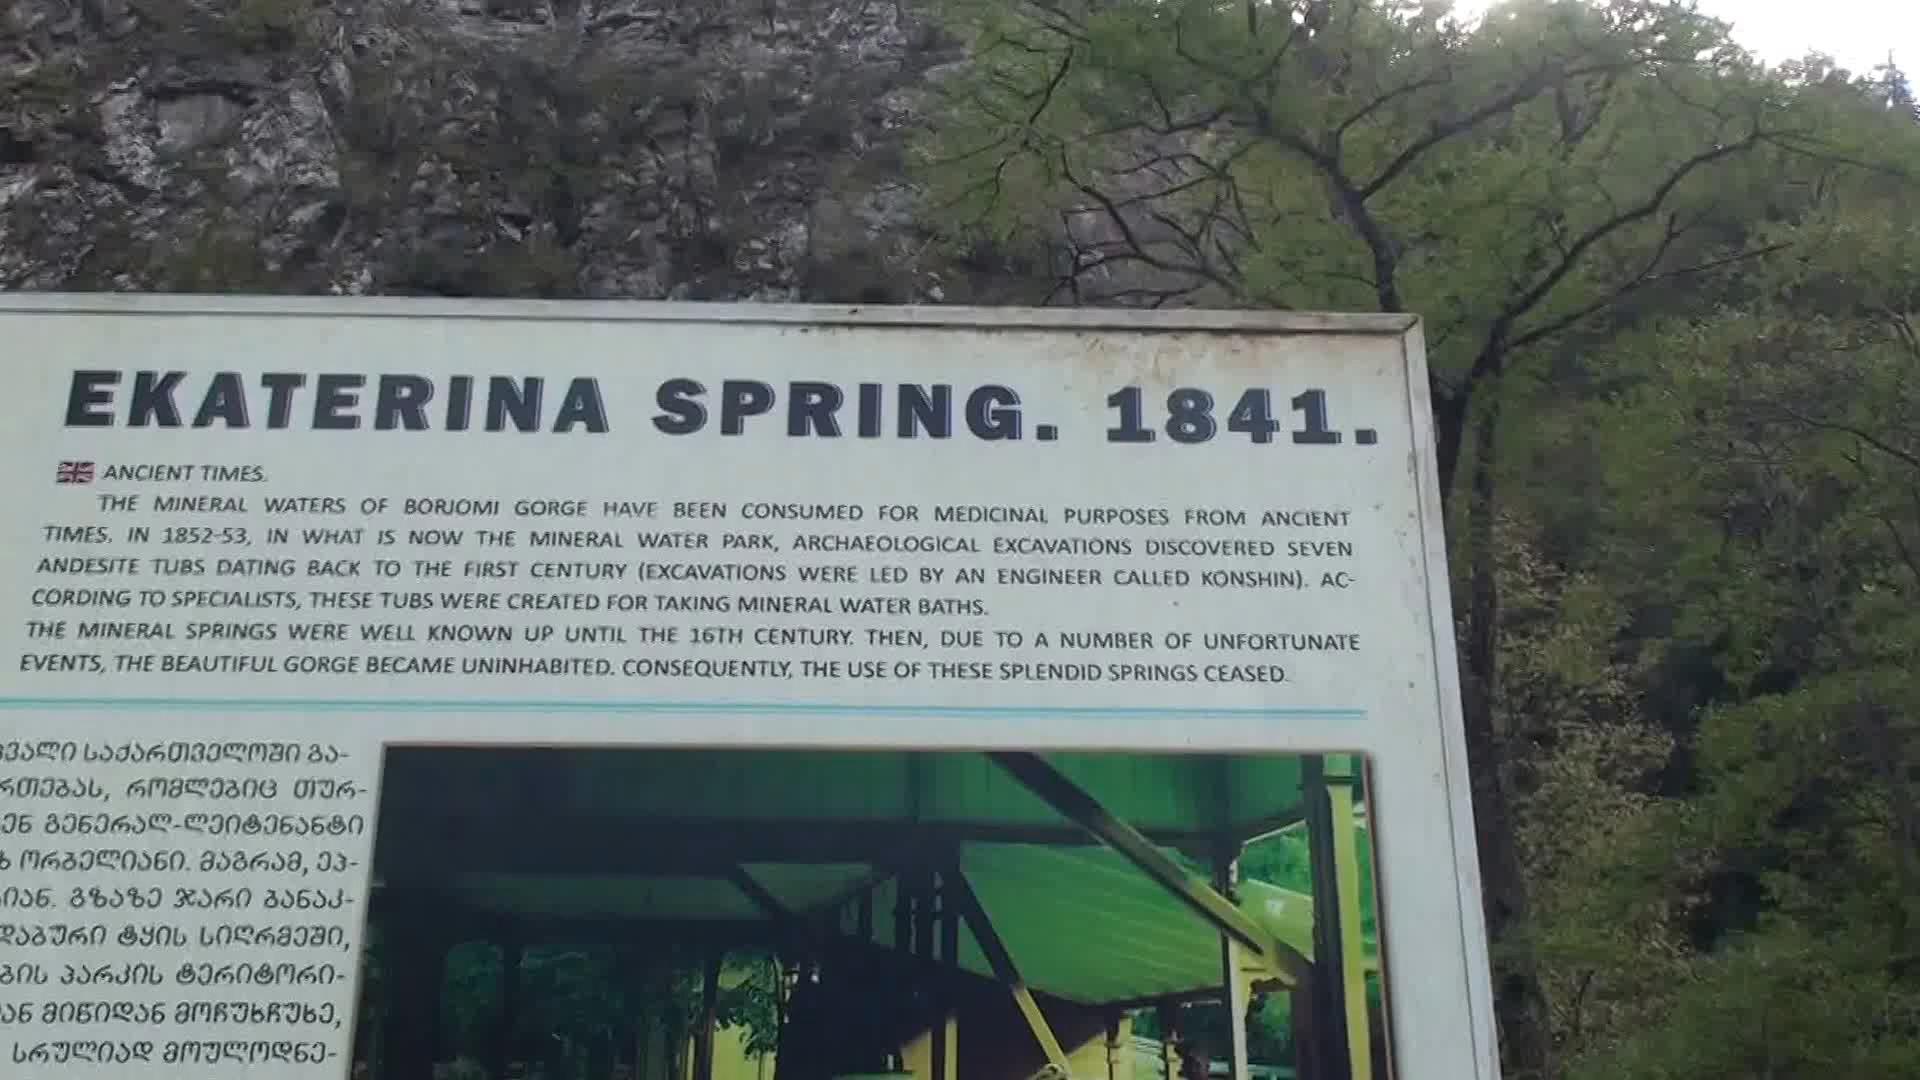 EKATERINA SPRING. 1841.
ANCIENT TIMES.
THE MINERAL WATERS OF BORJOMI GORGE HAVE BEEN CONSUMED FOR MEDICINAL PURPOSES FROM ANCIENT
TIMES. IN 1852-53, IN WHAT IS NOW THE MINERAL WATER PARK, ARCHAEOLOGICAL EXCAVATIONS DISCOVERED SEVEN
ANDESITE TUBS DATING BACK TO THE FIRST CENTURY (EXCAVATIONS WERE LED BY AN ENGINEER CALLED KONSHIN). AC-
CORDING TO SPECIALISTS, THESE TUBS WERE CREATED FOR TAKING MINERAL WATER BATHS.
THE MINERAL SPRINGS WERE WELL KNOWN UP UNTIL THE 16TH CENTURY. THEN, DUE TO A NUMBER OF UNFORTUNATE
EVENTS, THE BEAUTIFUL GORGE BECAME UNINHABITED. CONSEQUENTLY, THE USE OF THESE SPLENDID SPRINGS CEASED.
საქართველოში გა-
რომლებიც თურ-
გენერალ-ლეიტენანტი
ორბელიანი. მაგრამ, ეპ-
გზაზე ჯარი განაკ-
ტყის სიღრმეში,
პარკის ტერიტორი-
მიწიდან მოჩუხჩუხე,
სრულიად მოულოდნე-